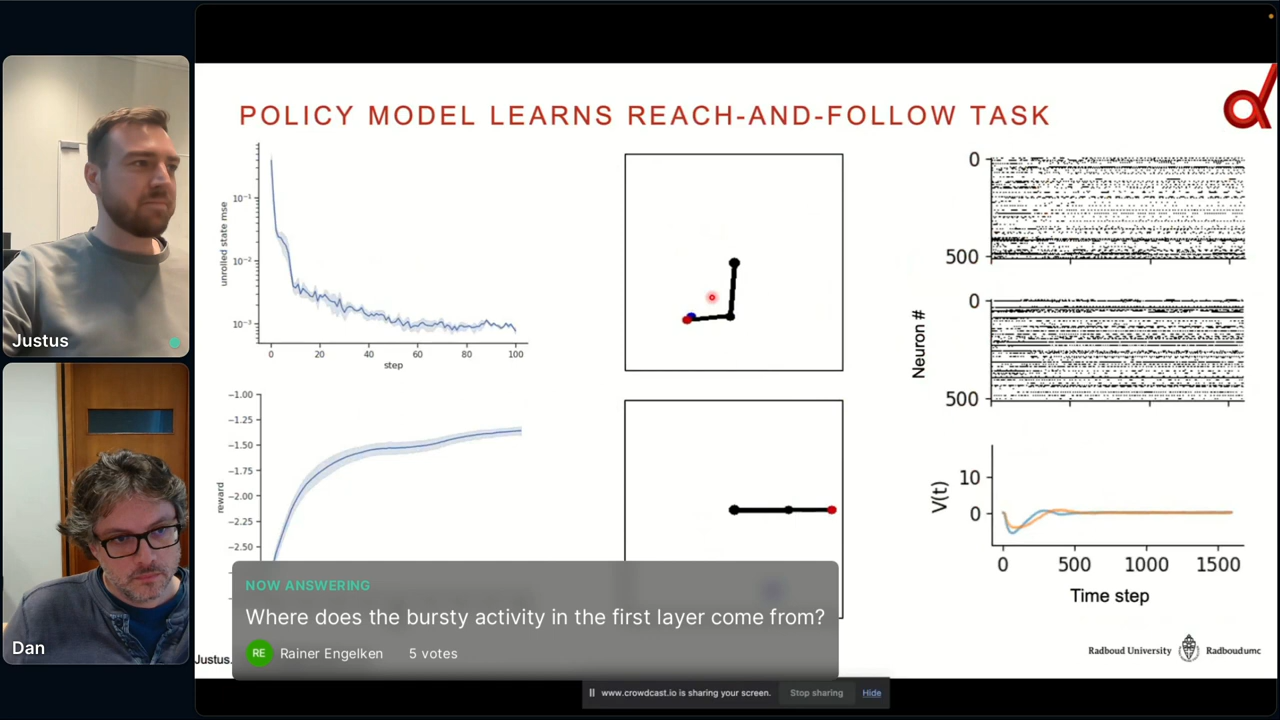 POLICY MODEL LEARNS REACH-AND-FOLLOW TASK
Justus
Dan
unrolled state mse
10⁻¹
10⁻²
10⁻³
0 20 40 60 80 100
step
reward
−1.00
−1.25
−1.50
−1.75
−2.00
−2.25
−2.50
0
500
Neuron #
0
500
V(t)
10
0
0 500 1000 1500
Time step
NOW ANSWERING
Where does the bursty activity in the first layer come from?
RE Rainer Engelken 5 votes
Justus.
Radboud University Radboudumc
www.crowdcast.io is sharing your screen. Stop sharing Hide